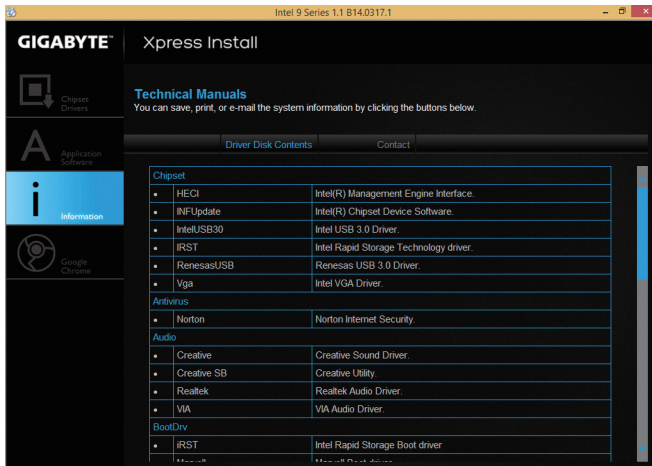 Intel 9 Series 1.1 B14.0317.1
GIGABYTE™
Xpress Install
Chipset
Drivers
Application
Software
Information
Google
Chrome
Technical Manuals
You can save, print, or e-mail the system information by clicking the buttons below.
Driver Disk Contents Contact
Chipset
• HECI Intel(R) Management Engine Interface.
• INFUpdate Intel(R) Chipset Device Software.
• IntelUSB30 Intel USB 3.0 Driver.
• IRST Intel Rapid Storage Technology driver.
• RenesasUSB Renesas USB 3.0 Driver.
• Vga Intel VGA Driver.
Antivirus
• Norton Norton Internet Security.
Audio
• Creative Creative Sound Driver.
• Creative SB Creative Utility.
• Realtek Realtek Audio Driver.
• VIA VIA Audio Driver.
BootDrv
• iRST Intel Rapid Storage Boot driver